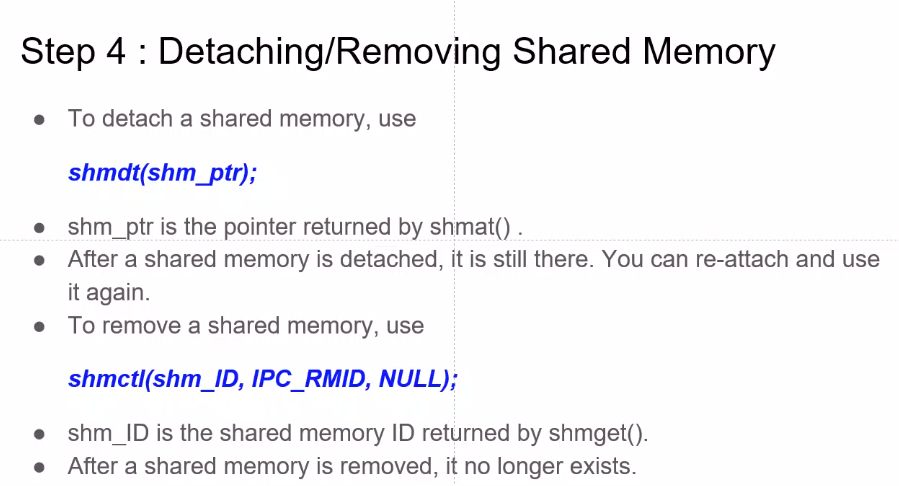 Step 4 : Detaching/Removing Shared Memory
● To detach a shared memory, use
shmdt(shm_ptr);
● shm_ptr is the pointer returned by shmat() .
● After a shared memory is detached, it is still there. You can re-attach and use
it again.
● To remove a shared memory, use
shmctl(shm_ID, IPC_RMID, NULL);
● shm_ID is the shared memory ID returned by shmget().
● After a shared memory is removed, it no longer exists.